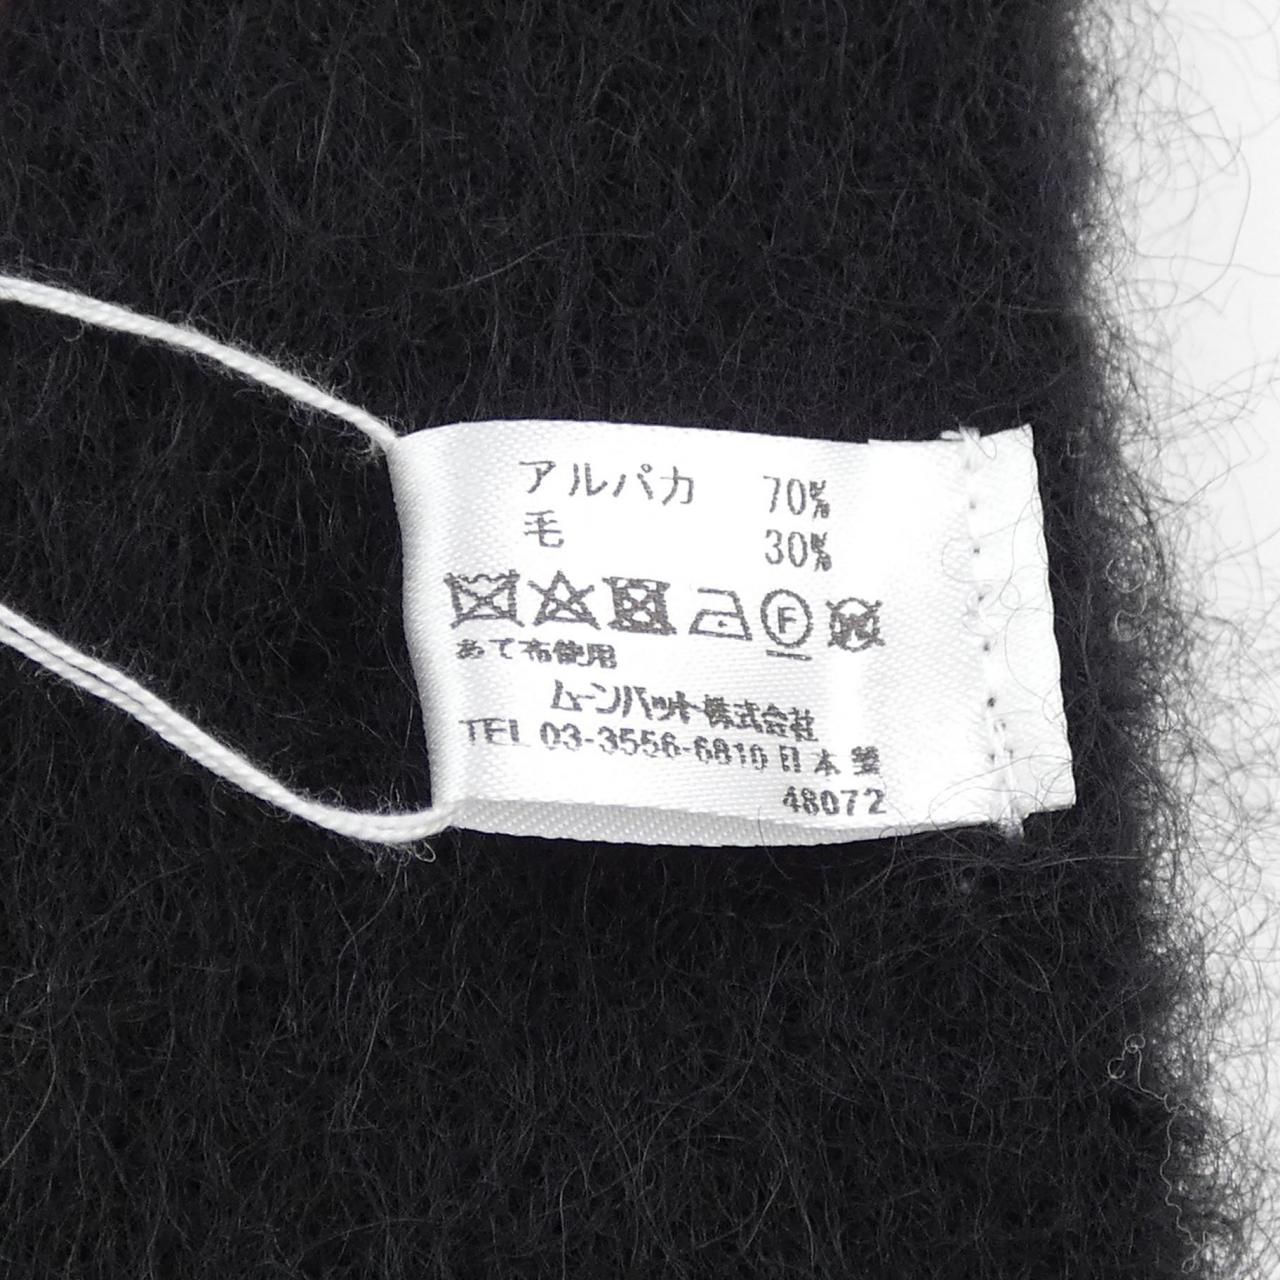 アルパカ 70%
毛 30%
F W
あて布使用
ムーンバット株式会社
TEL 03-3556-6810 日本製
48072